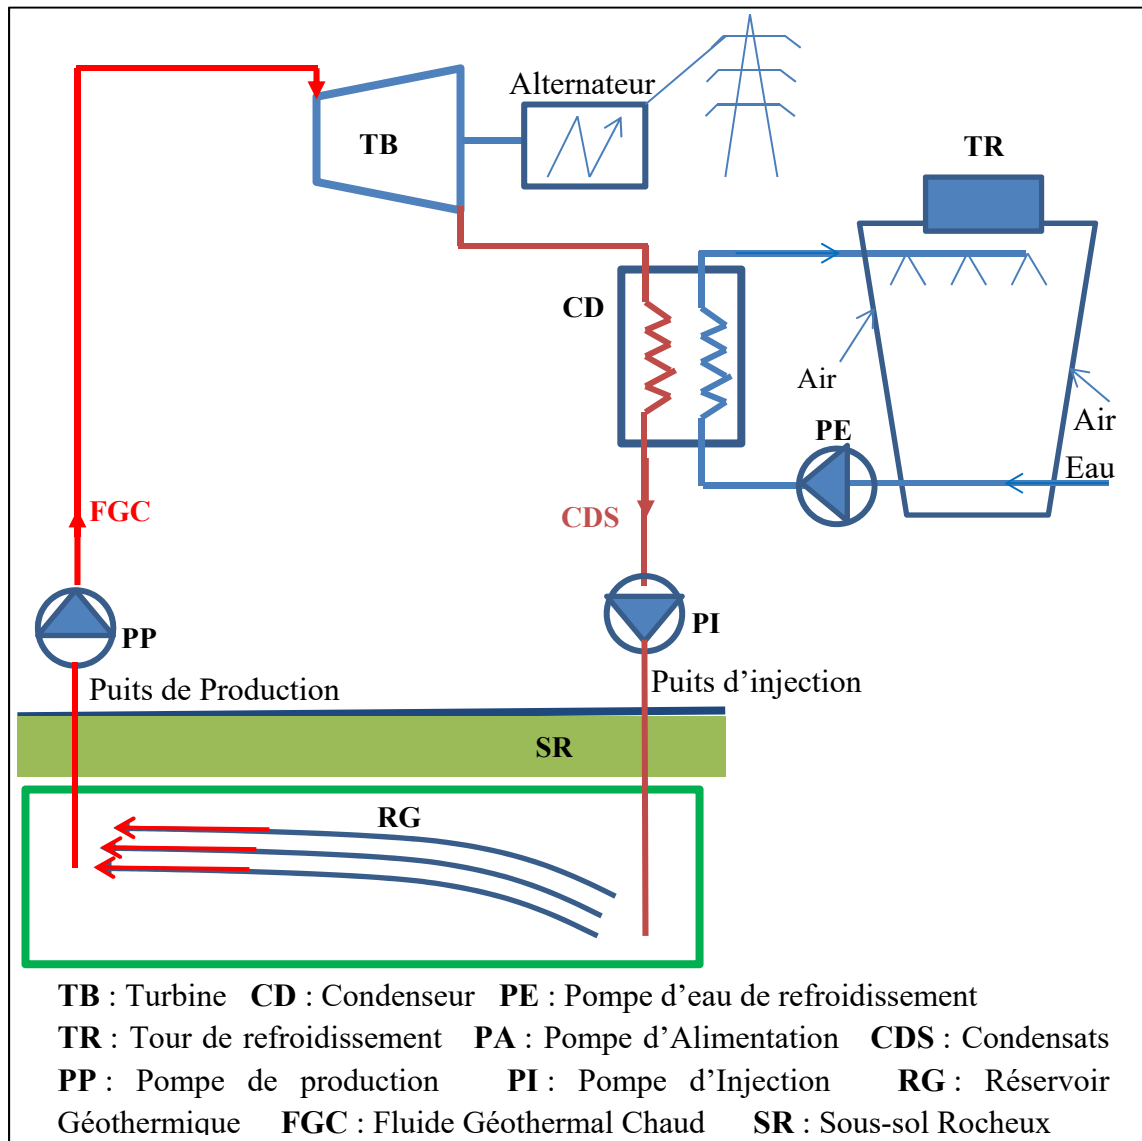 Alternateur
TB
TR
CD
Air
Air
PE
Eau
FGC
CDS
PP
PI
Puits de Production
Puits d’injection
SR
RG
TB : Turbine CD : Condenseur PE : Pompe d’eau de refroidissement
TR : Tour de refroidissement PA : Pompe d’Alimentation CDS : Condensats
PP : Pompe de production PI : Pompe d’Injection RG : Réservoir
Géothermique FGC : Fluide Géothermal Chaud SR : Sous-sol Rocheux